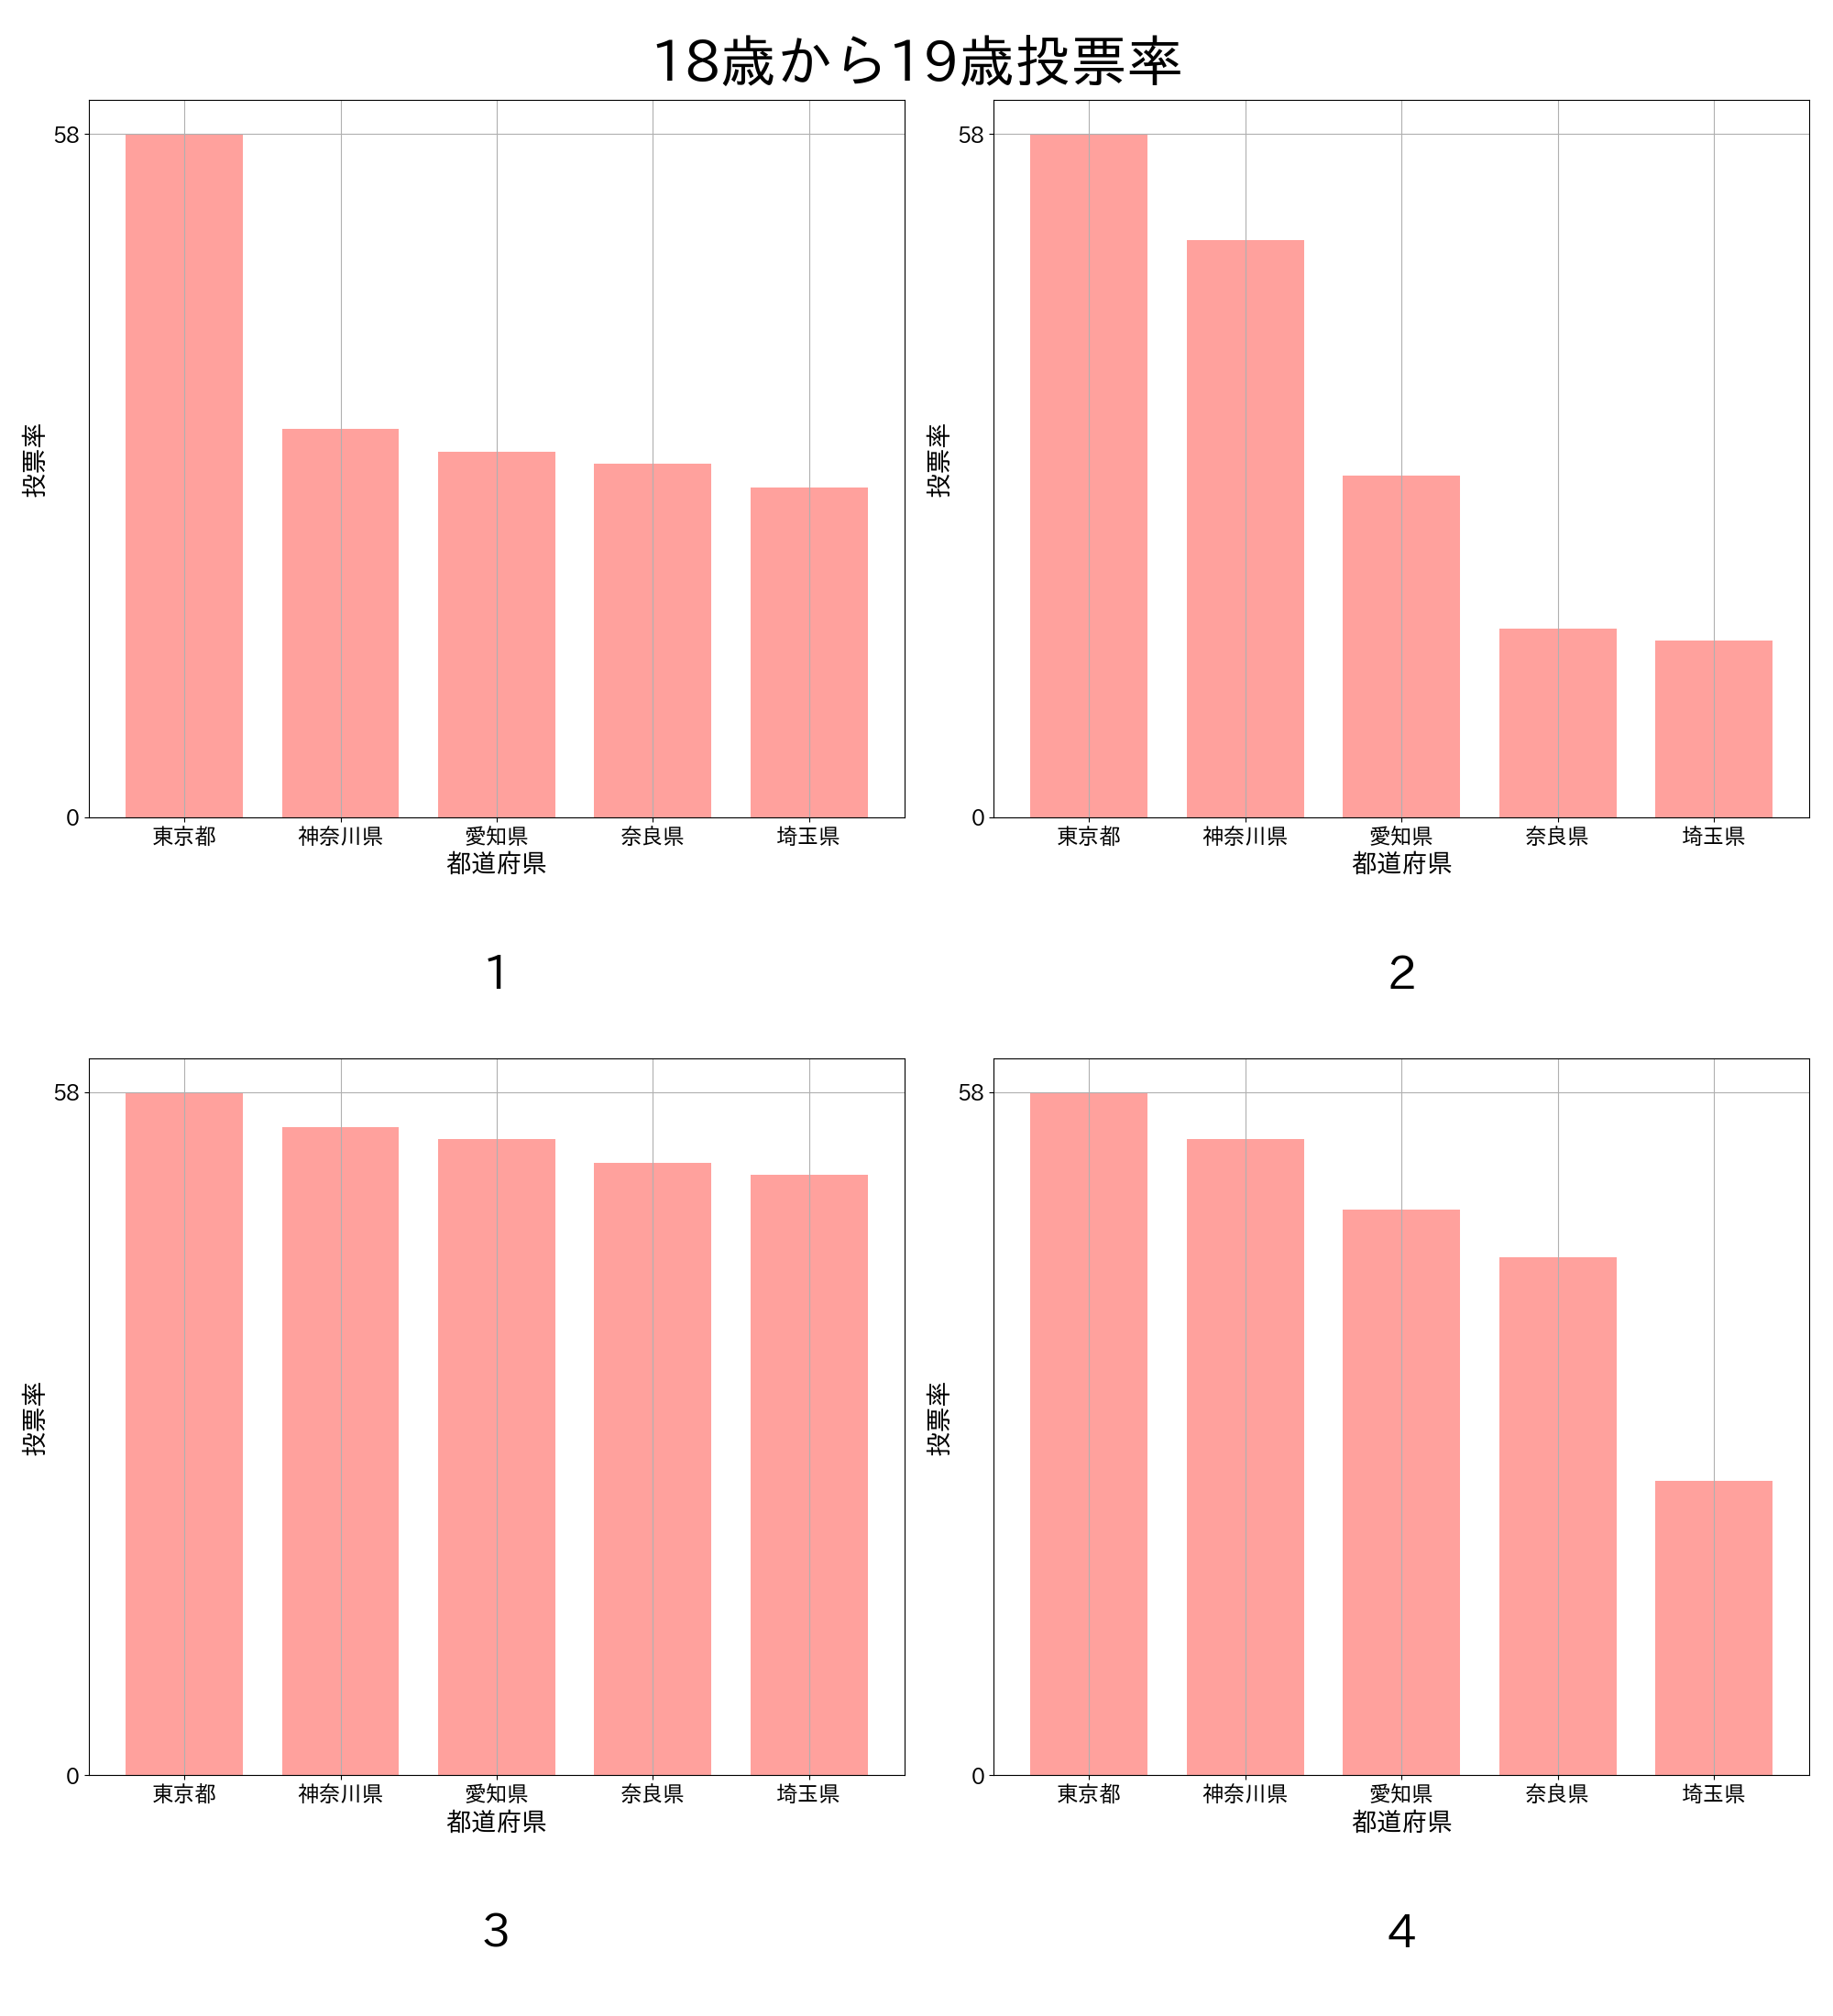 18歳から19歳投票率
58
0
投票率
東京都 神奈川県 愛知県 奈良県 埼玉県
都道府県
1
58
0
投票率
東京都 神奈川県 愛知県 奈良県 埼玉県
都道府県
2
58
0
投票率
東京都 神奈川県 愛知県 奈良県 埼玉県
都道府県
3
58
0
投票率
東京都 神奈川県 愛知県 奈良県 埼玉県
都道府県
4